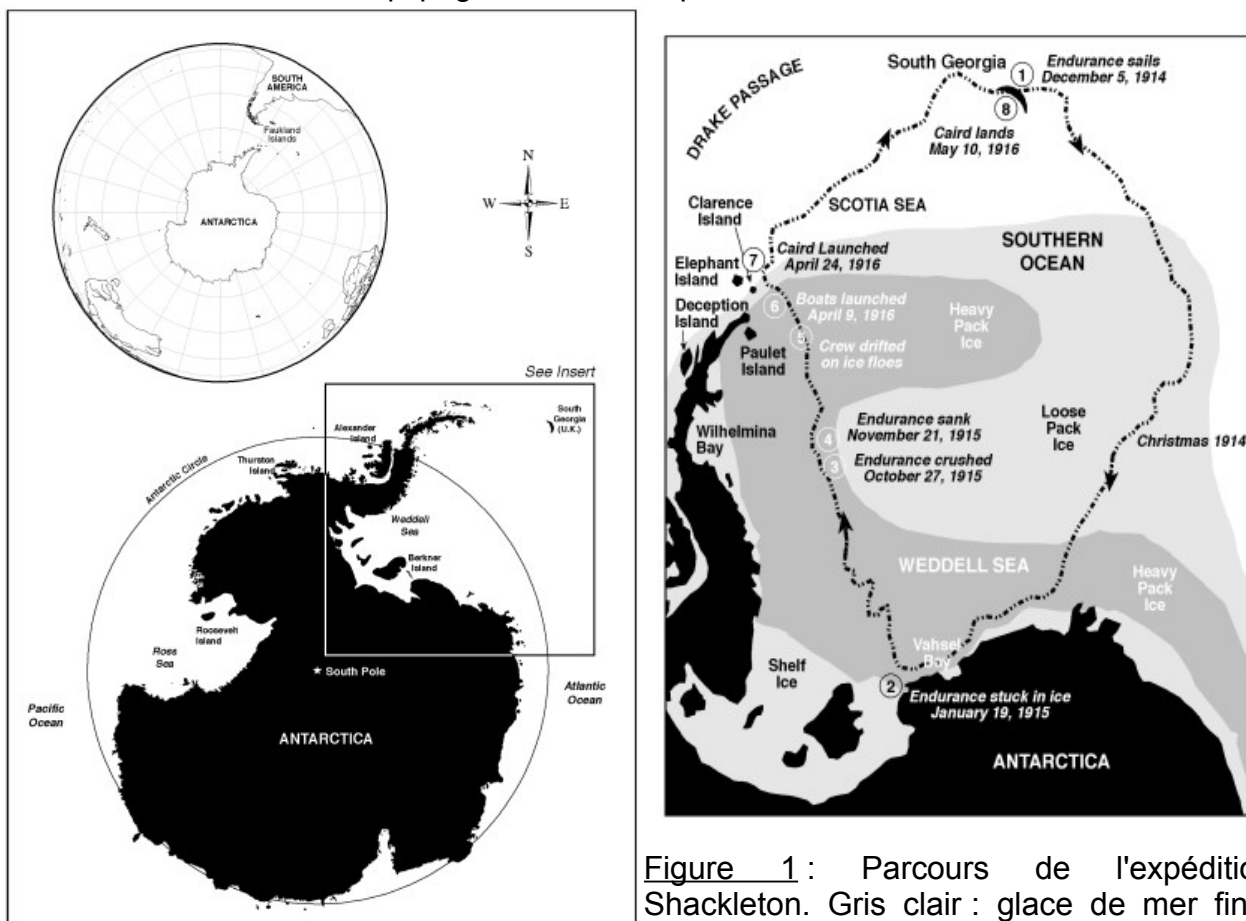 SOUTH
AMERICA
Faukland
Islands
ANTARCTICA
N
W
E
S
See Insert
South
Georgia
(U.K.)
Alexander
Island
Thurston
Island
Antarctic Circle
Weddell
Sea
Berkner
Island
Roosevelt
Island
Ross
Sea
South Pole
Pacific
Ocean
Atlantic
Ocean
ANTARCTICA
DRAKE PASSAGE
South Georgia
1
Endurance sails
December 5, 1914
8
Caird lands
May 10, 1916
Clarence
Island
SCOTIA SEA
SOUTHERN
OCEAN
7
Caird Launched
April 24, 1916
Elephant
Island
Deception
Island
6
Boats launched
April 9, 1916
Heavy
Pack
Ice
5
Crew drifted
on ice floes
Paulet
Island
Wilhelmina
Bay
4
Endurance sank
November 21, 1915
3
Endurance crushed
October 27, 1915
Loose
Pack
Ice
Christmas 1914
WEDDELL SEA
Heavy
Pack
Ice
Vahsel
Bay
Shelf
Ice
2
Endurance stuck in ice
January 19, 1915
ANTARCTICA
Figure 1 : Parcours de l'expéditio
Shackleton. Gris clair : glace de mer fin